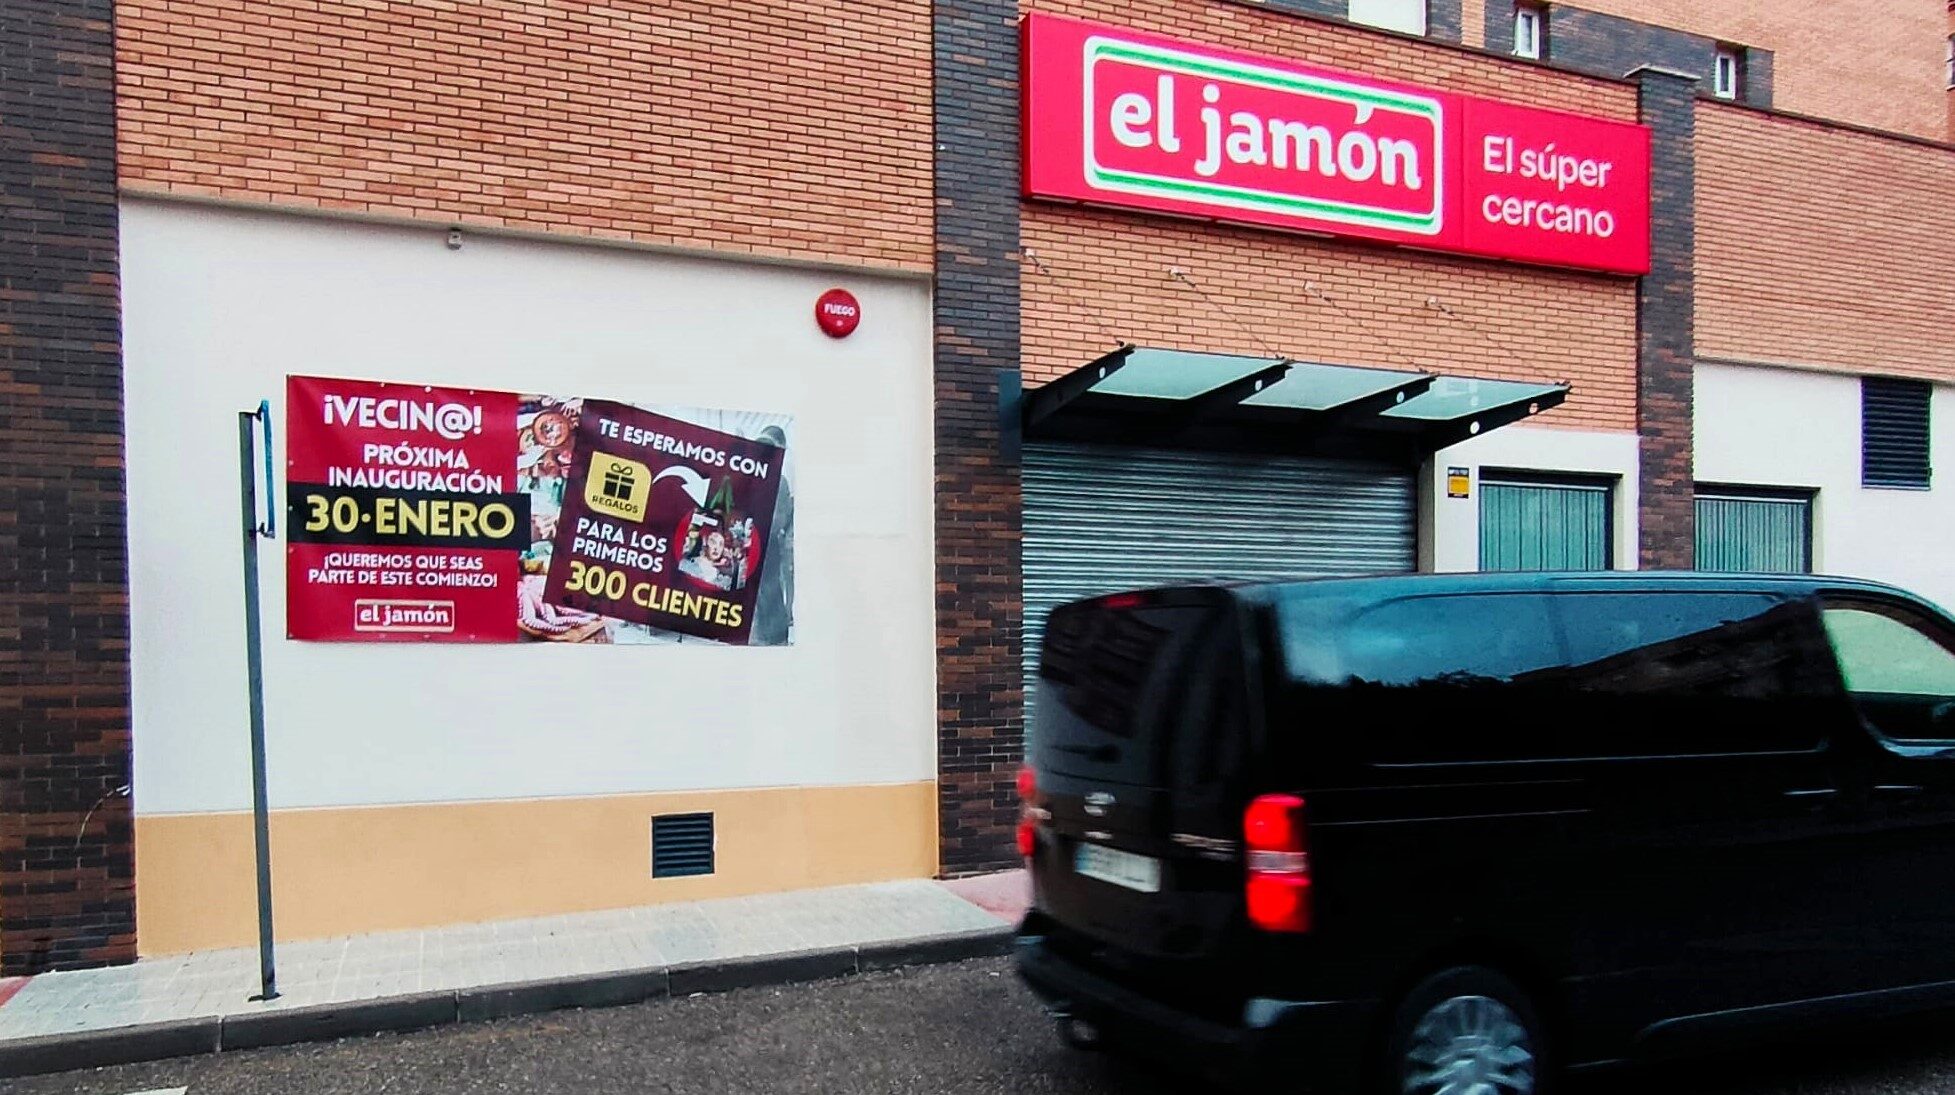 el jamón
El súper
cercano
FUEGO
¡VECIN@!
PRÓXIMA
INAUGURACIÓN
30·ENERO
¡QUEREMOS QUE SEAS
PARTE DE ESTE COMIENZO!
el jamón
TE ESPERAMOS CON
REGALOS
PARA LOS
PRIMEROS
300 CLIENTES